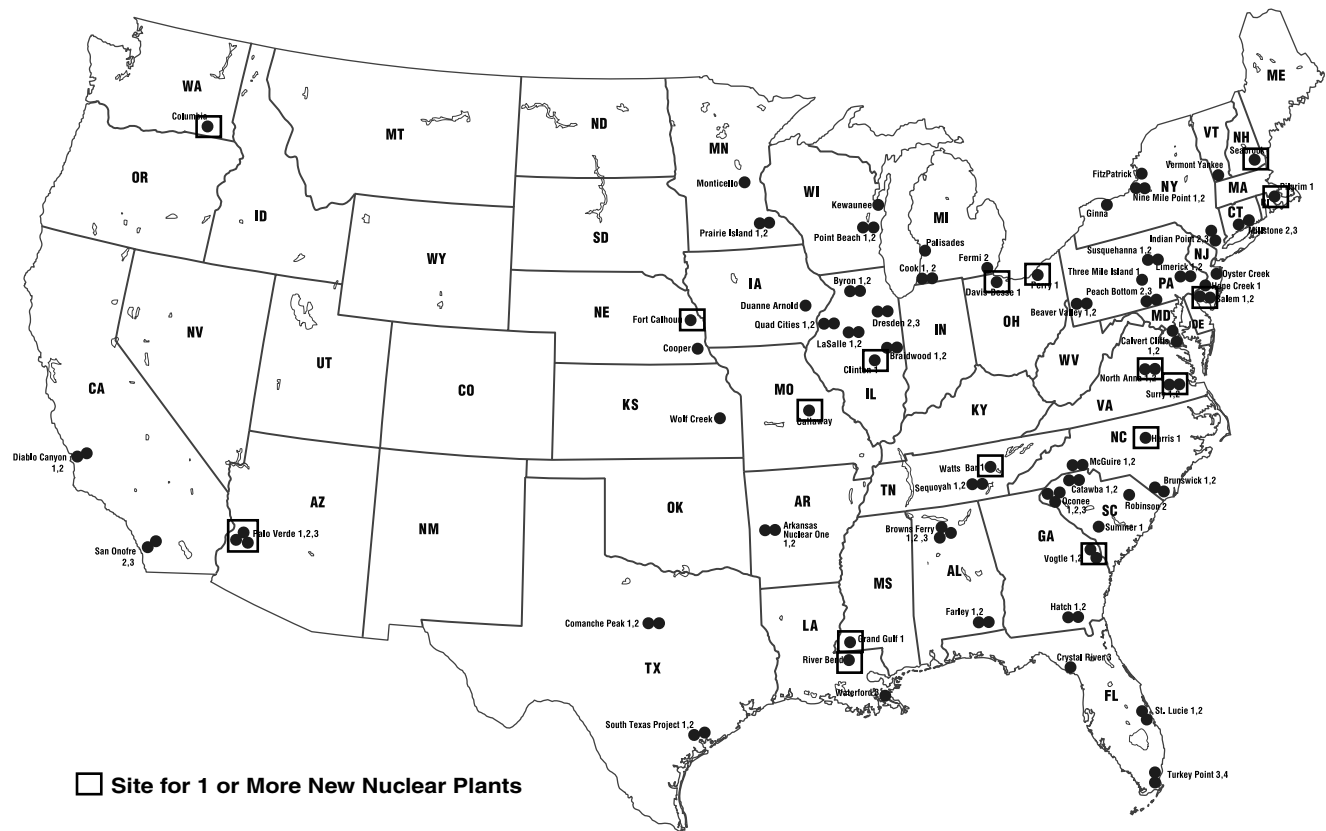 ME
WA
Columbia
VT
NH
Seabrook
MT
ND
MN
OR
ID
Monticello
WI
FitzPatrick
Vermont Yankee
NY
Nine Mile Point 1,2
MA
Pilgrim 1
Kewaunee
MI
Ginna
CT
RI
Millstone 2,3
SD
Prairie Island 1,2
Point Beach 1,2
Palisades
Indian Point 2,3
WY
Fermi 2
Susquehanna 1,2
NJ
Cook 1, 2
Limerick 1,2
Three Mile Island 1
PA
Oyster Creek
IA
Byron 1,2
Davis-Besse 1
Perry 1
Hope Creek 1
Peach Bottom 2,3
Salem 1,2
NE
Duanne Arnold
Beaver Valley 1,2
NV
Fort Calhoun
Quad Cities 1,2
Dresden 2,3
IN
OH
MD
DE
UT
Cooper
LaSalle 1,2
Braidwood 1,2
Calvert Cliffs
1,2
CO
Clinton 1
WV
North Anna 1,2
CA
MO
IL
Surry 1,2
KS
Wolf Creek
Callaway
KY
VA
NC
Harris 1
Diablo Canyon
1,2
Watts Bar 1
McGuire 1,2
AZ
NM
OK
AR
TN
Sequoyah 1,2
Catawba 1,2
Brunswick 1,2
Oconee
1,2,3
SC
Robinson 2
Palo Verde 1,2,3
Arkansas
Nuclear One
1,2
Browns Ferry
1,2 ,3
GA
Summer 1
San Onofre
2,3
Vogtle 1,2
MS
AL
Comanche Peak 1,2
LA
Farley 1,2
Hatch 1,2
Grand Gulf 1
River Bend
TX
Crystal River 3
Waterford 3
FL
South Texas Project 1,2
St. Lucie 1,2
Turkey Point 3,4
Site for 1 or More New Nuclear Plants